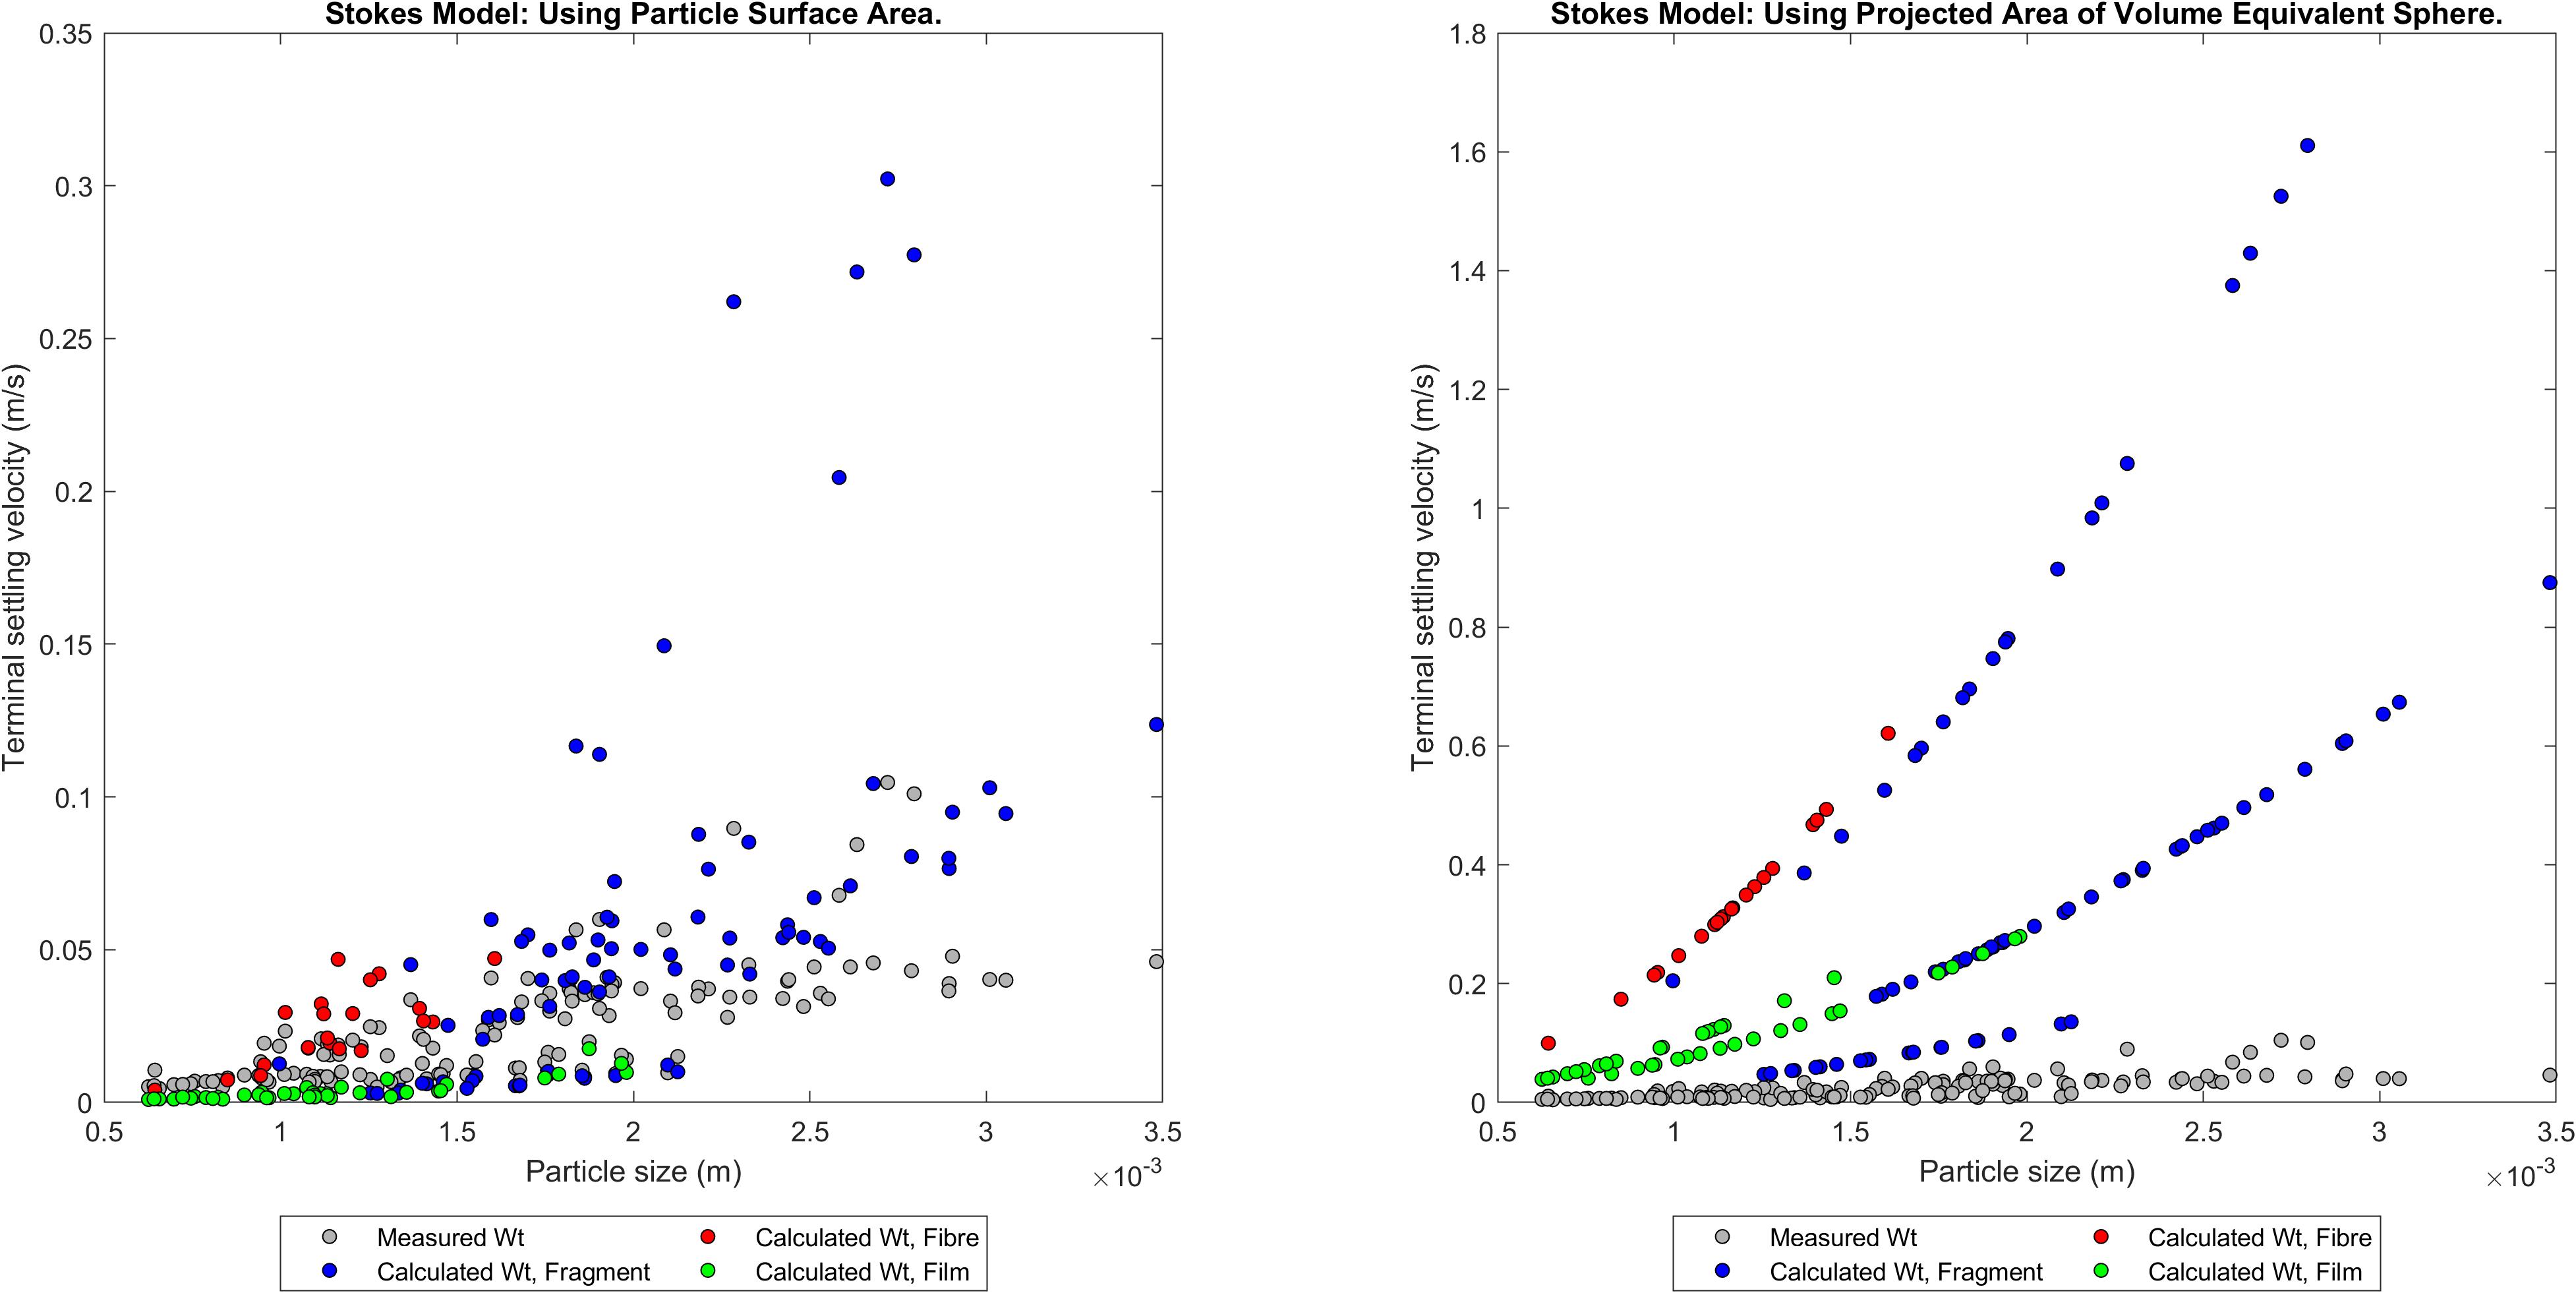 Stokes Model: Using Particle Surface Area.
0.35
0.3
0.25
0.2
0.15
0.1
0.05
0
Terminal settling velocity (m/s)
0.5 1 1.5 2 2.5 3 3.5
Particle size (m)
×10-3
Measured Wt Calculated Wt, Fibre
Calculated Wt, Fragment Calculated Wt, Film
Stokes Model: Using Projected Area of Volume Equivalent Sphere.
1.8
1.6
1.4
1.2
1
0.8
0.6
0.4
0.2
0
Terminal settling velocity (m/s)
0.5 1 1.5 2 2.5 3 3.5
Particle size (m)
×10-3
Measured Wt Calculated Wt, Fibre
Calculated Wt, Fragment Calculated Wt, Film